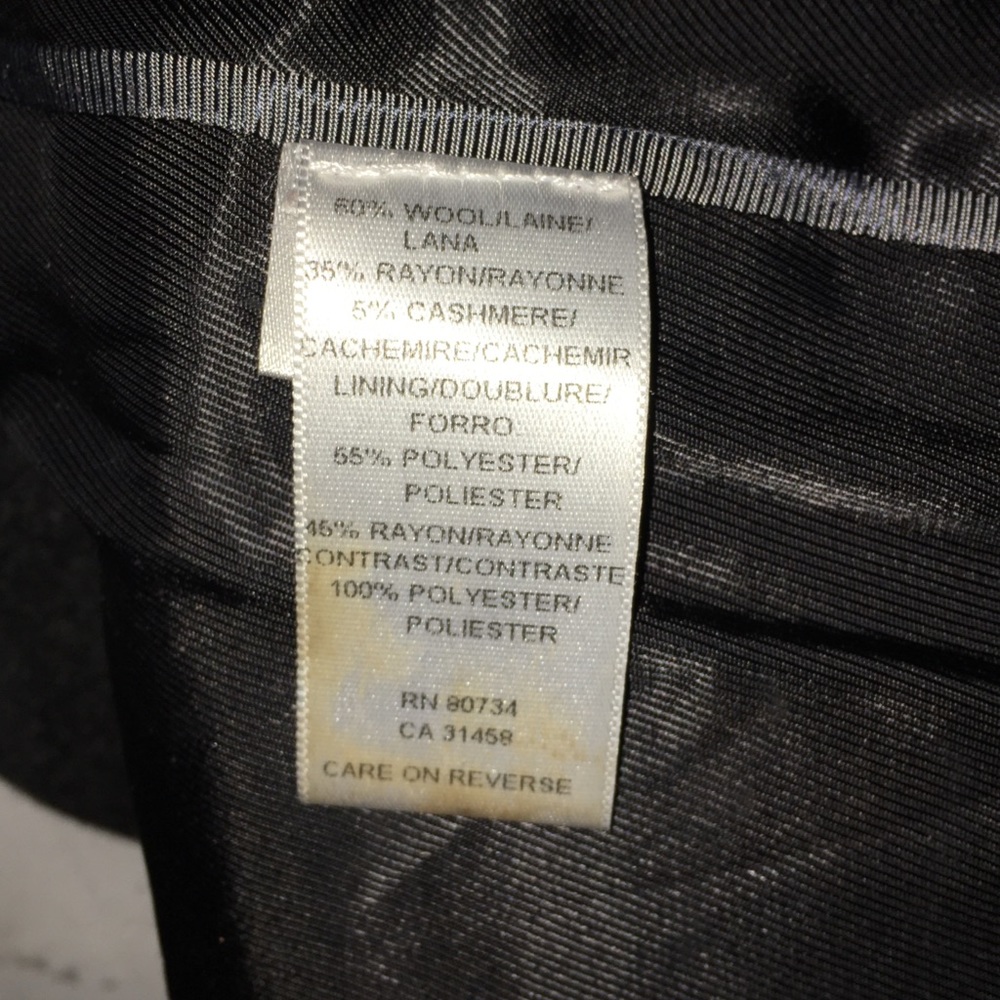 60% WOOL/LAINE/
LANA
35% RAYON/RAYONNE
5% CASHMERE/
CACHEMIRE/CACHEMIR
LINING/DOUBLURE/
FORRO
55% POLYESTER/
POLIESTER
45% RAYON/RAYONNE
CONTRAST/CONTRASTE
100% POLYESTER/
POLIESTER
RN 80734
CA 31458
CARE ON REVERSE